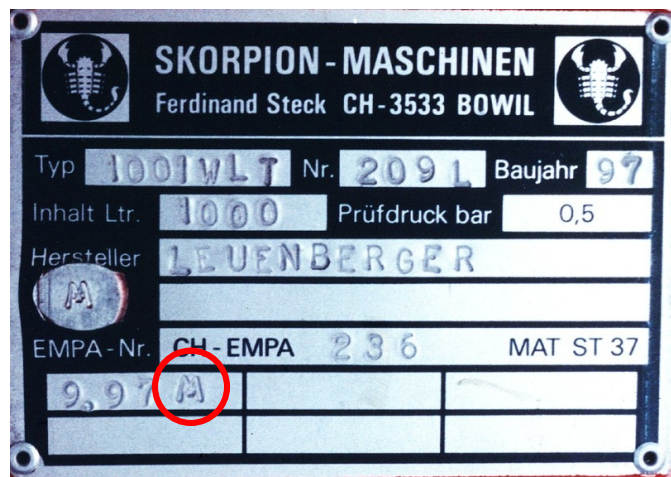 SKORPION - MASCHINEN
Ferdinand Steck CH-3533 BOWIL
Typ 1001WLT Nr. 209L Baujahr 97
Inhalt Ltr. 1000 Prüfdruck bar 0,5
Hersteller LEUENBERGER
M
EMPA-Nr. CH-EMPA 236 MAT ST 37
9.97 M